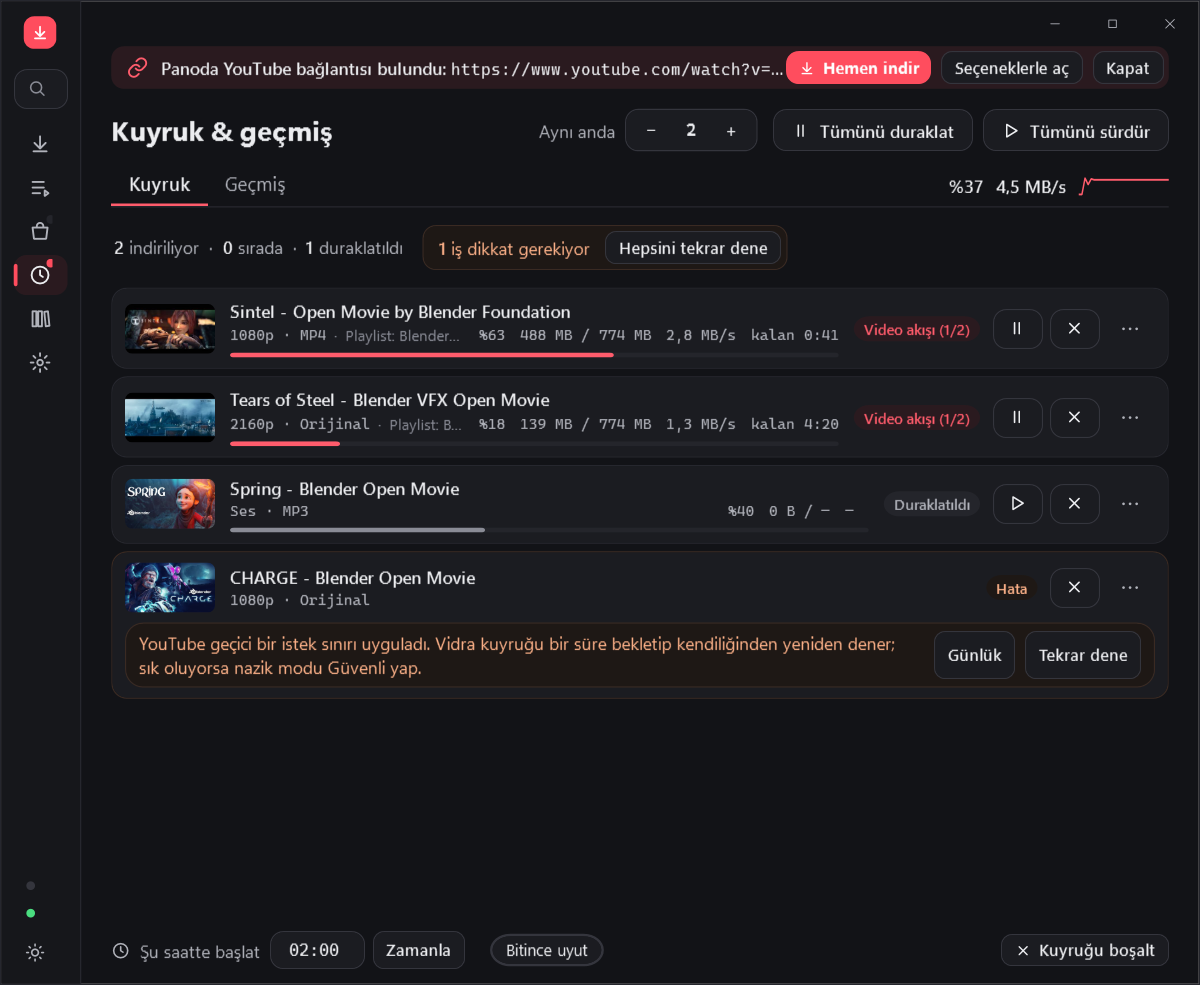 Panoda YouTube bağlantısı bulundu: https://www.youtube.com/watch?v=... Hemen indir Seçeneklerle aç Kapat
Kuyruk & geçmiş Aynı anda − 2 + Tümünü duraklat Tümünü sürdür
Kuyruk Geçmiş %37 4,5 MB/s
2 indiriliyor · 0 sırada · 1 duraklatıldı 1 iş dikkat gerekiyor Hepsini tekrar dene
Sintel - Open Movie by Blender Foundation
1080p · MP4 · Playlist: Blender... %63 488 MB / 774 MB 2,8 MB/s kalan 0:41 Video akışı (1/2)
Tears of Steel - Blender VFX Open Movie
2160p · Orijinal · Playlist: B... %18 139 MB / 774 MB 1,3 MB/s kalan 4:20 Video akışı (1/2)
SPRING
Spring - Blender Open Movie
Ses · MP3 %40 0 B / — — Duraklatıldı
CHARGE - Blender Open Movie
CHARGE
1080p · Orijinal Hata
YouTube geçici bir istek sınırı uyguladı. Vidra kuyruğu bir süre bekletip kendiliğinden yeniden dener;
sık oluyorsa nazik modu Güvenli yap.
Günlük Tekrar dene
Şu saatte başlat 02:00 Zamanla Bitince uyut Kuyruğu boşalt